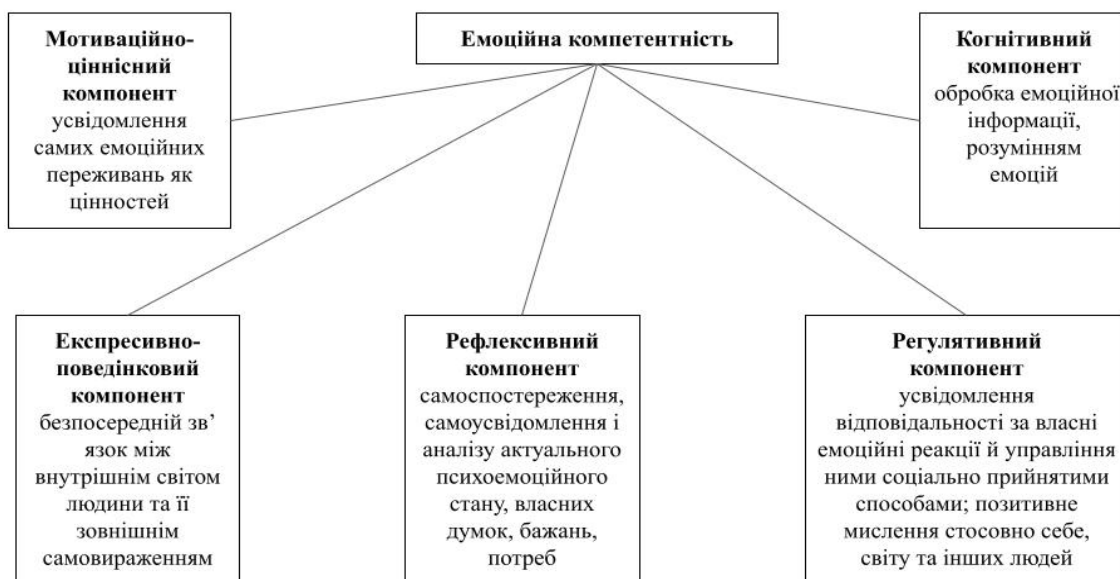 Мотиваційно-
ціннісний
компонент
усвідомлення
самих емоційних
переживань як
цінностей
Емоційна компетентність
Когнітивний
компонент
обробка емоційної
інформації,
розумінням
емоцій
Експресивно-
поведінковий
компонент
безпосередній зв’
язок між
внутрішнім світом
людини та її
зовнішнім
самовираженням
Рефлексивний
компонент
самоспостереження,
самоусвідомлення і
аналізу актуального
психоемоційного
стану, власних
думок, бажань,
потреб
Регулятивний
компонент
усвідомлення
відповідальності за власні
емоційні реакції й управління
ними соціально прийнятими
способами; позитивне
мислення стосовно себе,
світу та інших людей